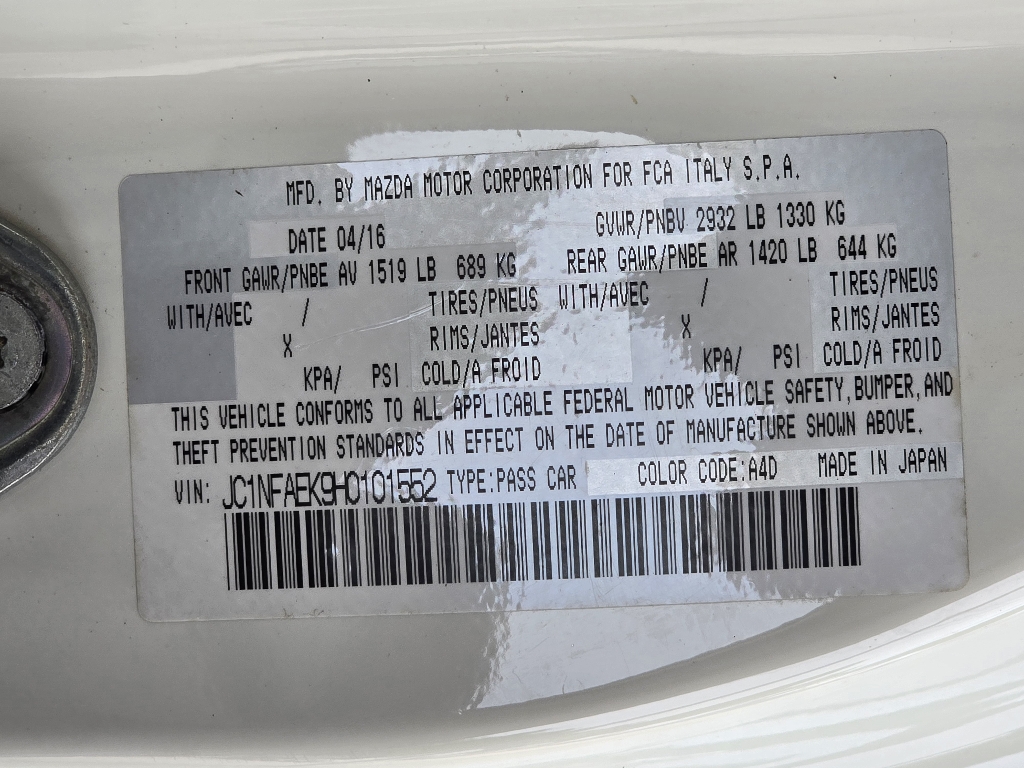 MFD. BY MAZDA MOTOR CORPORATION FOR FCA ITALY S.P.A.
DATE 04/16 GVWR/PNBV 2932 LB 1330 KG
FRONT GAWR/PNBE AV 1519 LB 689 KG REAR GAWR/PNBE AR 1420 LB 644 KG
WITH/AVEC / TIRES/PNEUS WITH/AVEC / TIRES/PNEUS
X RIMS/JANTES X RIMS/JANTES
KPA/ PSI COLD/A FROID KPA/ PSI COLD/A FROID
THIS VEHICLE CONFORMS TO ALL APPLICABLE FEDERAL MOTOR VEHICLE SAFETY, BUMPER, AND
THEFT PREVENTION STANDARDS IN EFFECT ON THE DATE OF MANUFACTURE SHOWN ABOVE.
VIN: JC1NFAEK9H0101552 TYPE:PASS CAR COLOR CODE:A4D MADE IN JAPAN